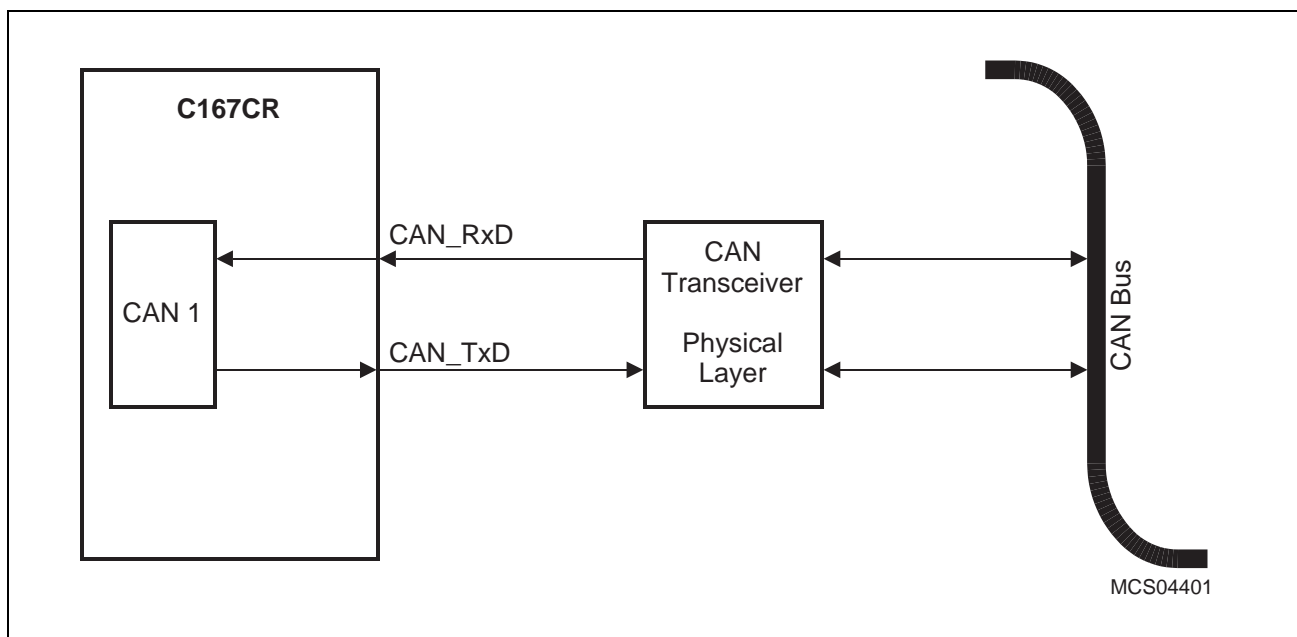 C167CR
CAN_RxD
CAN 1
CAN_TxD
CAN
Transceiver
Physical
Layer
CAN Bus
MCS04401